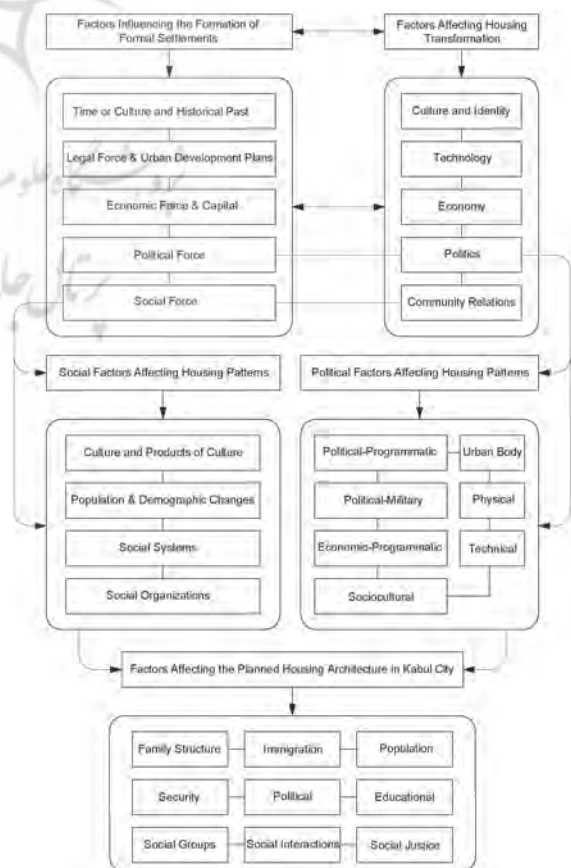 Factors Influencing the Formation of
Formal Settlements
Factors Affecting Housing
Transformation
Time or Culture and Historical Past
Legal Force & Urban Development Plans
Economic Force & Capital
Political Force
Social Force
Culture and Identity
Technology
Economy
Politics
Community Relations
Social Factors Affecting Housing Patterns
Political Factors Affecting Housing Patterns
Culture and Products of Culture
Population & Demographic Changes
Social Systems
Social Organizations
Political-Programmatic
Urban Body
Political-Military
Physical
Economic-Programmatic
Technical
Sociocultural
Factors Affecting the Planned Housing Architecture in Kabul City
Family Structure
Immigration
Population
Security
Political
Educational
Social Groups
Social Interactions
Social Justice